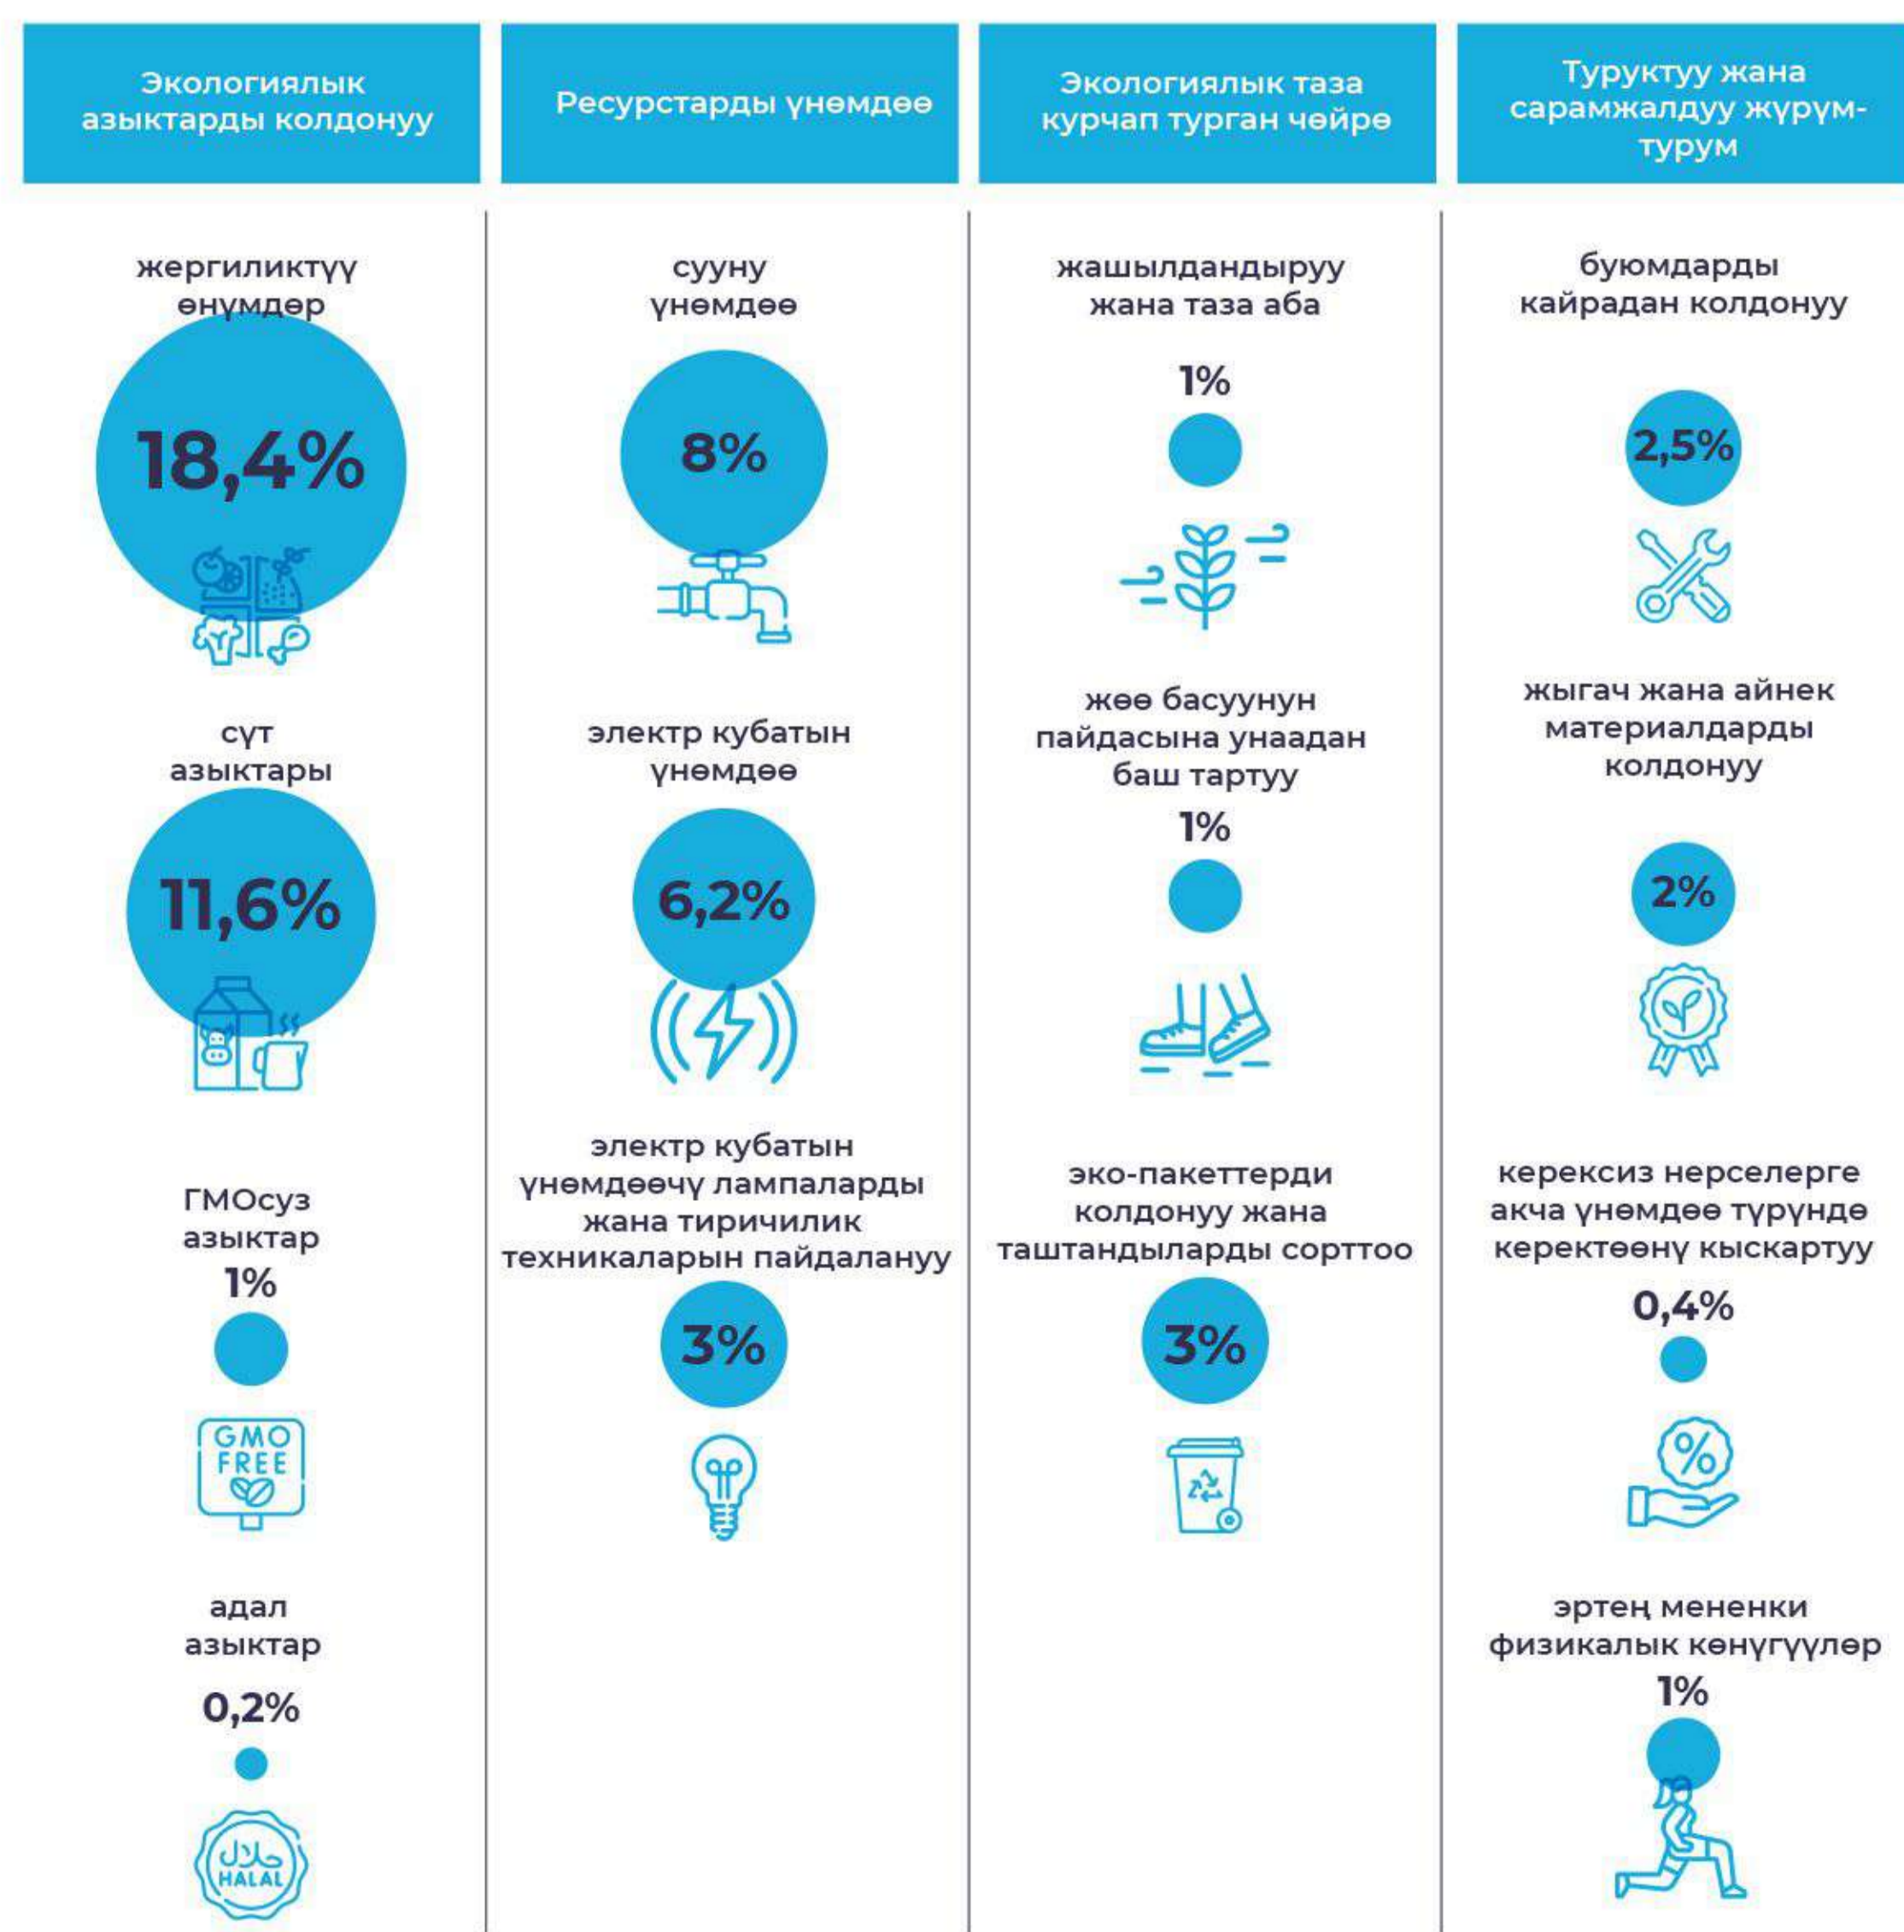 Экологиялык
азыктарды колдонуу
Ресурстарды үнөмдөө
Экологиялык таза
курчап турган чөйрө
Туруктуу жана
сарамжалдуу жүрүм-
турум
жергиликтүү
өнүмдөр
18,4%
сүт
азыктары
11,6%
ГМОсуз
азыктар
1%
GMO
FREE
адал
азыктар
0,2%
حلال
HALAL
сууну
үнөмдөө
8%
электр кубатын
үнөмдөө
6,2%
электр кубатын
үнөмдөөчү лампаларды
жана тиричилик
техникаларын пайдалануу
3%
жашылдандыруу
жана таза аба
1%
жөө басуунун
пайдасына унаадан
баш тартуу
1%
эко-пакеттерди
колдонуу жана
таштандыларды сорттоо
3%
буюмдарды
кайрадан колдонуу
2,5%
жыгач жана айнек
материалдарды
колдонуу
2%
керексиз нерселерге
акча үнөмдөө түрүндө
керектөөнү кыскартуу
0,4%
%
эртең мененки
физикалык көнүгүүлөр
1%